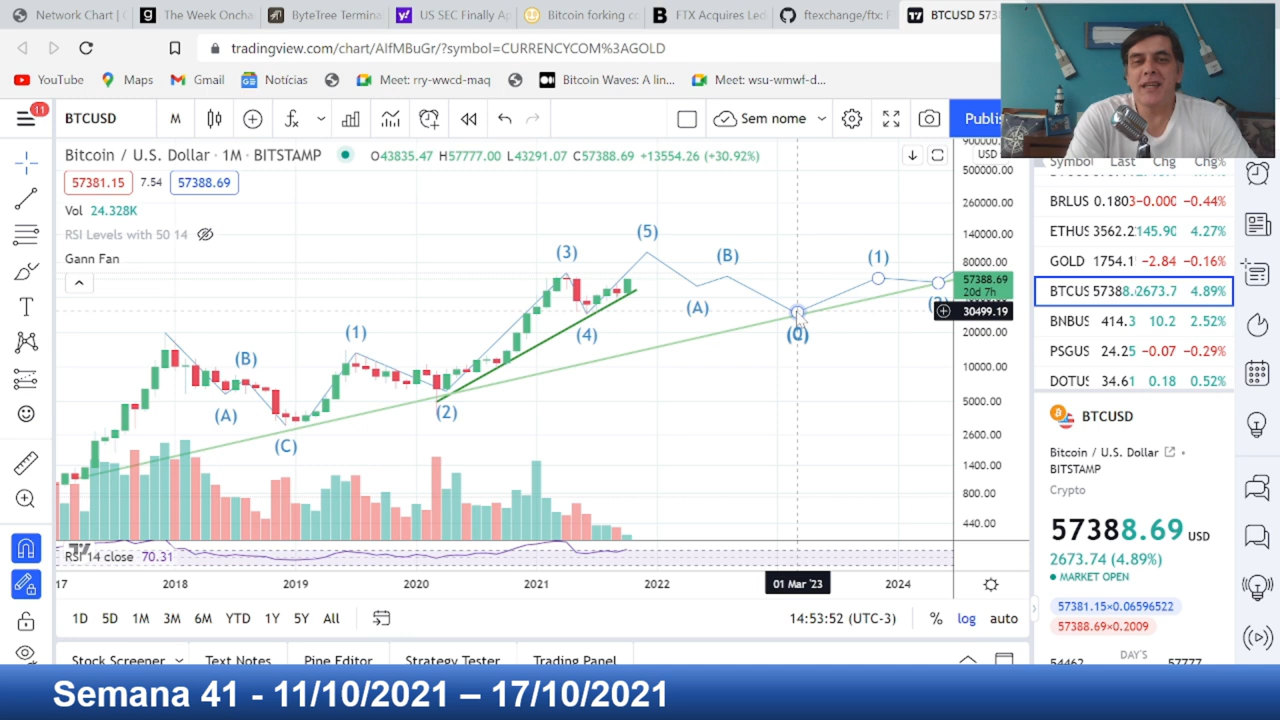 Network Chart | C
The Week Oncha
ByteTree Termina
US SEC Finally Ap
Bitcoin forking co
FTX Acquires Led
ftexchange/ftx: F
BTCUSD 573
tradingview.com/chart/AIfMBuGr/?symbol=CURRENCYCOM%3AGOLD
YouTube
Maps
Gmail
Notícias
Meet: rry-wwcd-maq
Bitcoin Waves: A lin...
Meet: wsu-wmwf-d...
11
BTCUSD
M
Sem nome
Publis
Bitcoin / U.S. Dollar · 1M · BITSTAMP
O43835.47 H57777.00 L43291.07 C57388.69 +13554.26 (+30.92%)
57381.15
7.54
57388.69
Vol 24.328K
RSI Levels with 50 14
Gann Fan
USD
500000.00
260000.00
140000.00
80000.00
57388.69
20d 7h
30499.19
20000.00
10000.00
5000.00
2600.00
1400.00
800.00
440.00
(A)
(B)
(C)
(1)
(2)
(3)
(4)
(5)
(A)
(B)
(1)
RSI 14 close 70.31
17
2018
2019
2020
2021
2022
01 Mar '23
2024
1D 5D 1M 3M 6M YTD 1Y 5Y All
14:53:52 (UTC-3)
%
log
auto
Stock Screener
Text Notes
Pine Editor
Strategy Tester
Trading Panel
Symbol Last Chg Chg%
BRLUS 0.1803 -0.000 -0.44%
ETHUS 3562.2 145.90 4.27%
GOLD 1754.1 -2.84 -0.16%
BTCUS 57388. 2673.7 4.89%
BNBUS 414.3 10.2 2.52%
PSGUS 24.25 -0.07 -0.29%
DOTUS 34.61 0.18 0.52%
BTCUSD
Bitcoin / U.S. Dollar
BITSTAMP
Crypto
57388.69 USD
2673.74 (4.89%)
MARKET OPEN
57381.15×0.06596522
57388.69×0.2009
DAY'S
54462
57777
Semana 41 - 11/10/2021 – 17/10/2021